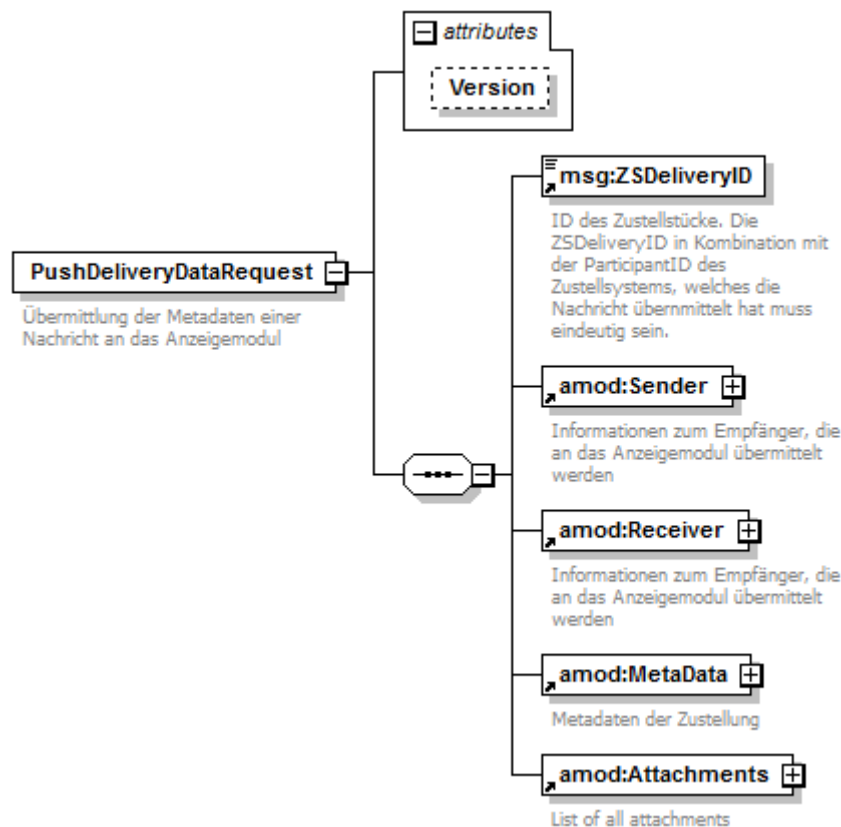 attributes
Version
msg:ZSDeliveryID
ID des Zustellstücke. Die
ZSDeliveryID in Kombination mit
der ParticipantID des
Zustellsystems, welches die
Nachricht übernmittelt hat muss
eindeutig sein.
PushDeliveryDataRequest
Übermittlung der Metadaten einer
Nachricht an das Anzeigemodul
amod:Sender
Informationen zum Empfänger, die
an das Anzeigemodul übermittelt
werden
amod:Receiver
Informationen zum Empfänger, die
an das Anzeigemodul übermittelt
werden
amod:MetaData
Metadaten der Zustellung
amod:Attachments
List of all attachments